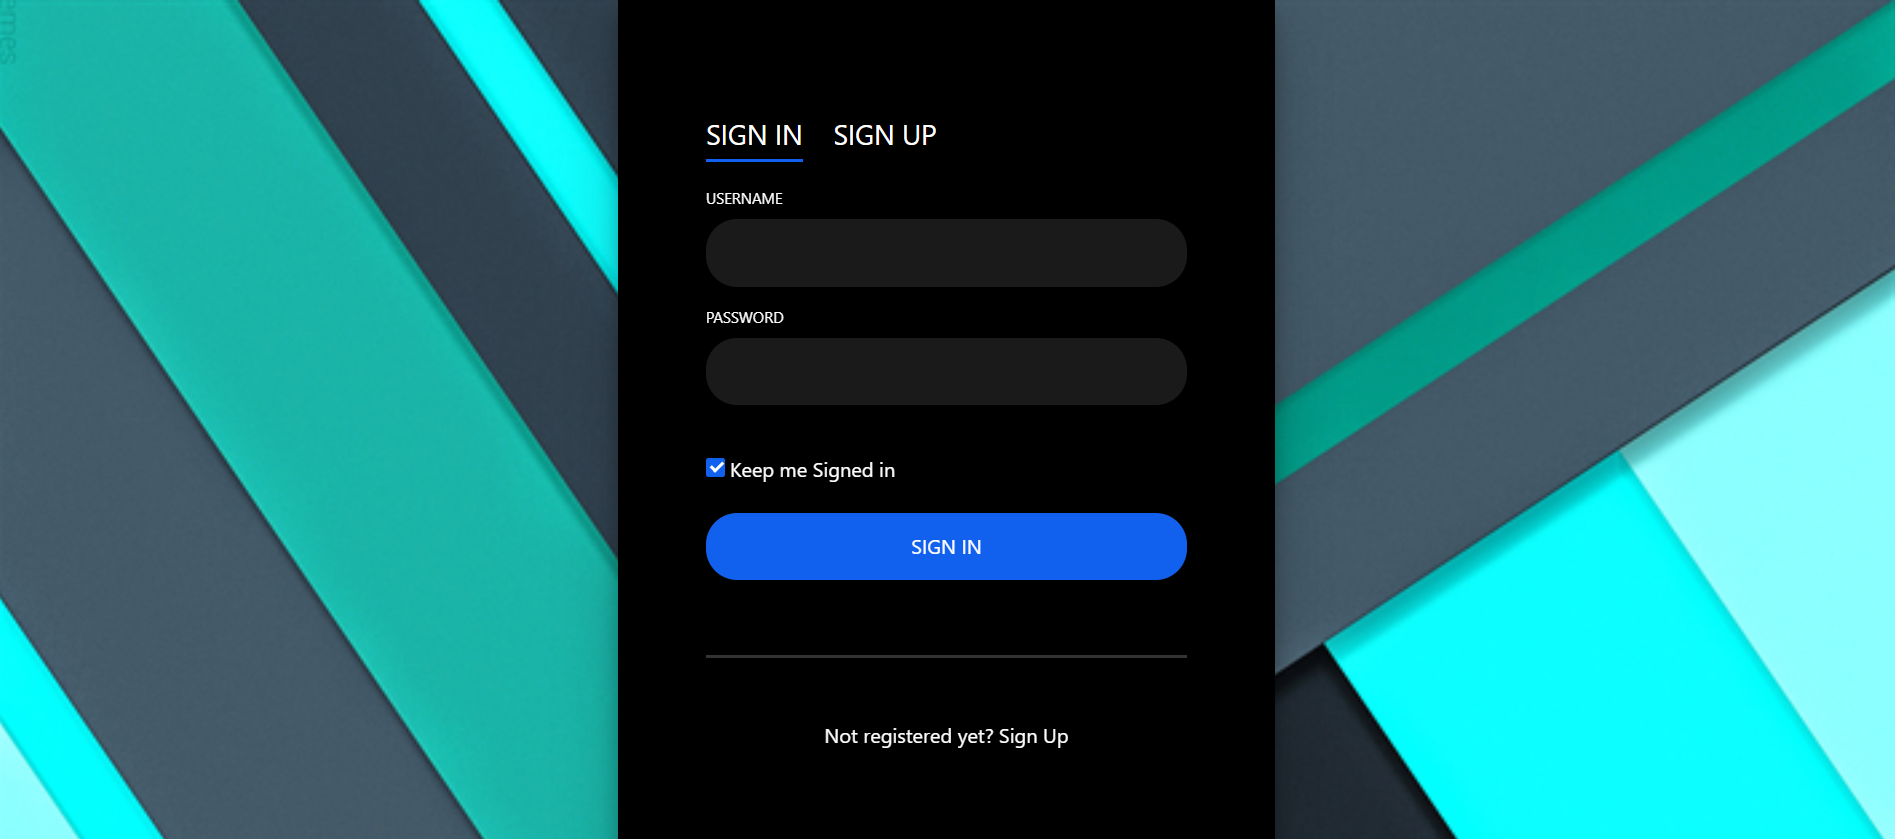 SIGN IN SIGN UP
USERNAME
PASSWORD
Keep me Signed in
SIGN IN
Not registered yet? Sign Up